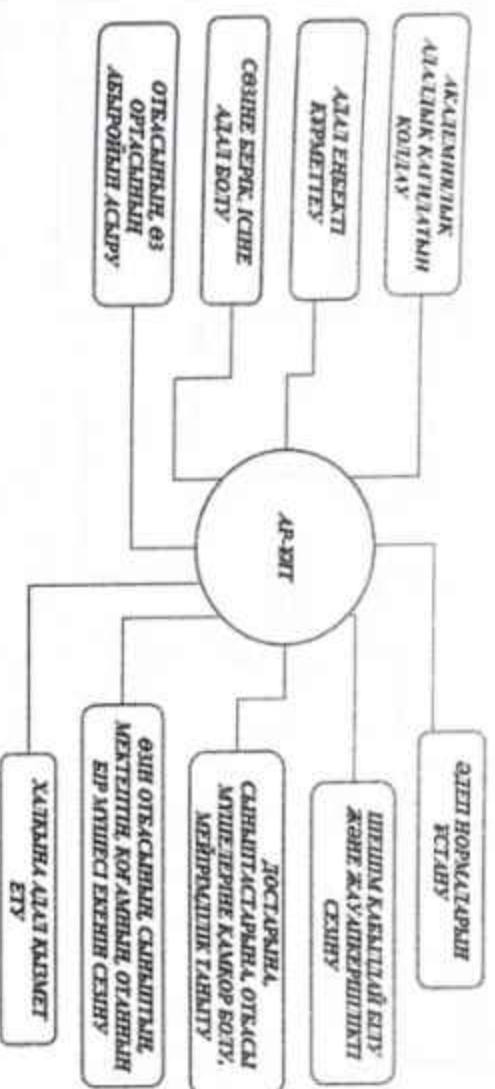 АКАДЕМИЯЛЫҚ
АДАЛДЫҚ ҚАҒИДАТЫН
ҚОЛДАУ
АДАЛ ЕҢБЕКТІ
ҚҰРМЕТТЕУ
СӨЗІНЕ БЕРІК, ІСІНЕ
АДАЛ БОЛУ
ОТБАСЫНЫҢ, ӨЗ
ОРТАСЫНЫҢ
АБЫРОЙЫН АСЫРУ
АР-ҰЯТ
ӘДЕП НОРМАЛАРЫН
ҰСТАНУ
ШЕШІМ ҚАБЫЛДАЙ БІЛУ
ЖӘНЕ ЖАУАПКЕРШІЛІКТІ
СЕЗІНУ
ДОСТАРЫНА,
СЫНЫПТАСТАРЫНА, ОТБАСЫ
МҮШЕЛЕРІНЕ ҚАМҚОР БОЛУ,
МЕЙІРІМДІЛІК ТАНЫТУ
ӨЗІН ОТБАСЫНЫҢ, СЫНЫПТЫҢ,
МЕКТЕПТІҢ, ҚОҒАМНЫҢ, ОТАННЫҢ
БІР МҮШЕСІ ЕКЕНІН СЕЗІНУ
ХАЛҚЫНА АДАЛ ҚЫЗМЕТ
ЕТУ